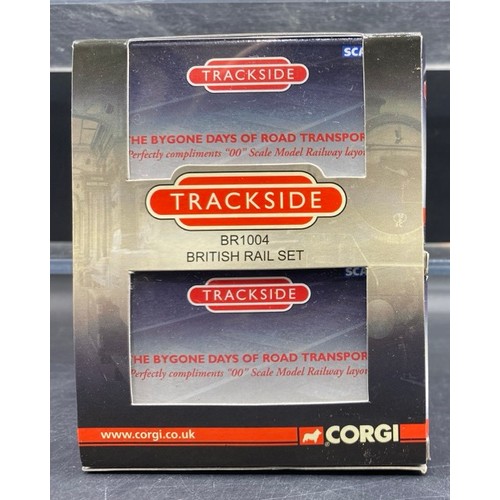 SCA
TRACKSIDE
THE BYGONE DAYS OF ROAD TRANSPOR
Perfectly compliments "00" Scale Model Railway layou
TRACKSIDE
BR1004
BRITISH RAIL SET
SCA
TRACKSIDE
THE BYGONE DAYS OF ROAD TRANSPOR
Perfectly compliments "00" Scale Model Railway layou
www.corgi.co.uk
CORGI